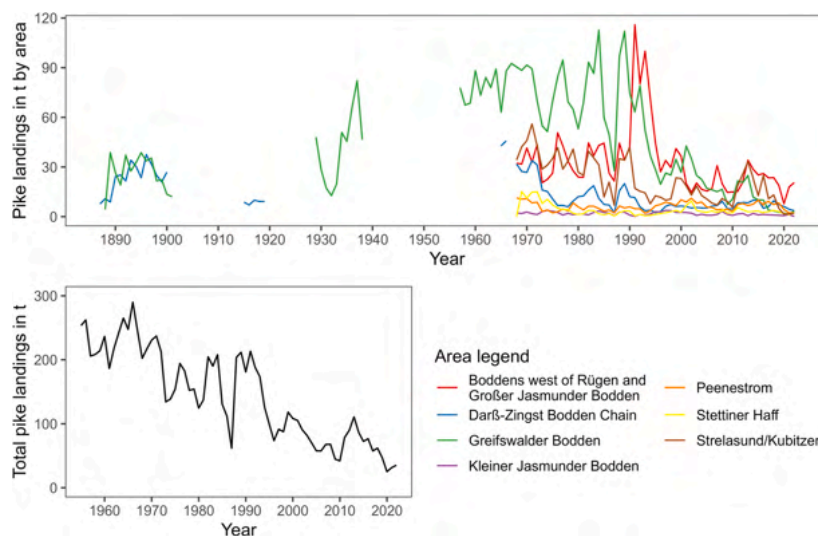 Pike landings in t by area
120
90
60
30
0
1890 1900 1910 1920 1930 1940 1950 1960 1970 1980 1990 2000 2010 2020
Year
Total pike landings in t
300
200
100
0
1960 1970 1980 1990 2000 2010 2020
Year
Area legend
Boddens west of Rügen and
Großer Jasmunder Bodden
Darß-Zingst Bodden Chain
Greifswalder Bodden
Kleiner Jasmunder Bodden
Peenestrom
Stettiner Haff
Strelasund/Kubitzer